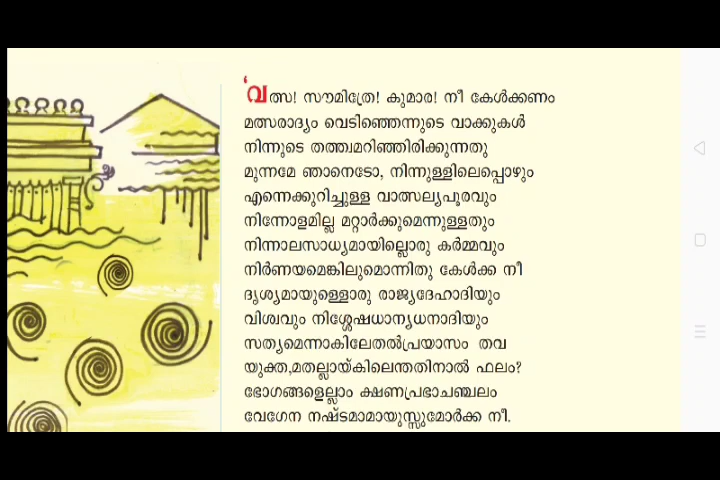 ‘വത്സ! സൗമിത്രേ! കുമാര! നീ കേൾക്കണം
മത്സരാദ്യം വെടിഞ്ഞെന്നുടെ വാക്കുകൾ
നിന്നുടെ തത്ത്വമറിഞ്ഞിരിക്കുന്നതു
മുന്നമേ ഞാനെടോ, നിന്നുള്ളിലെപ്പൊഴും
എന്നെക്കുറിച്ചുള്ള വാത്സല്യപൂരവും
നിന്നോളമില്ല മറ്റാർക്കുമെന്നുള്ളതും
നിന്നാലസാധ്യമായില്ലൊരു കർമ്മവും
നിർണയമെങ്കിലുമൊന്നിതു കേൾക്ക നീ
ദൃശ്യമായുള്ളൊരു രാജ്യദേഹാദിയും
വിശ്വവും നിശ്ശേഷധാന്യധനാദിയും
സത്യമെന്നാകിലേതൽപ്രയാസം തവ
യുക്ത,മതല്ലായ്കിലെന്തതിനാൽ ഫലം?
ഭോഗങ്ങളെല്ലാം ക്ഷണപ്രഭാചഞ്ചലം
വേഗേന നഷ്ടമാമായുസ്സുമോർക്ക നീ.